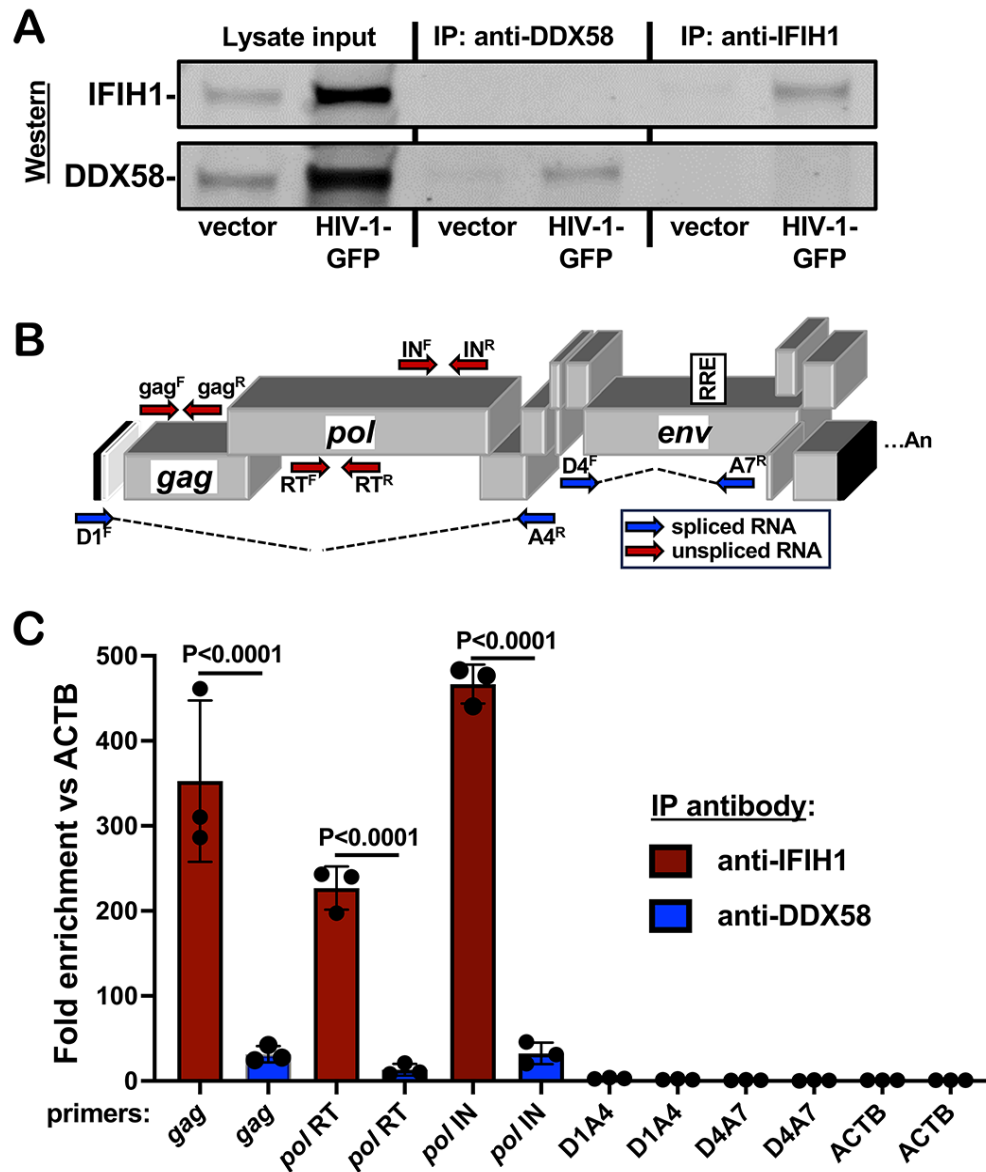 A
Lysate input IP: anti-DDX58 IP: anti-IFIH1
Western
IFIH1-
DDX58-
vector HIV-1-GFP vector HIV-1-GFP vector HIV-1-GFP
B
gagF gagR
INF INR
pol
RTF RTR
gag
RRE
env
...An
D4F A7R
D1F A4R
spliced RNA
unspliced RNA
C
Fold enrichment vs ACTB
500
400
300
200
100
0
P<0.0001
P<0.0001
P<0.0001
IP antibody:
anti-IFIH1
anti-DDX58
primers: gag gag pol RT pol RT pol IN pol IN D1A4 D1A4 D4A7 D4A7 ACTB ACTB